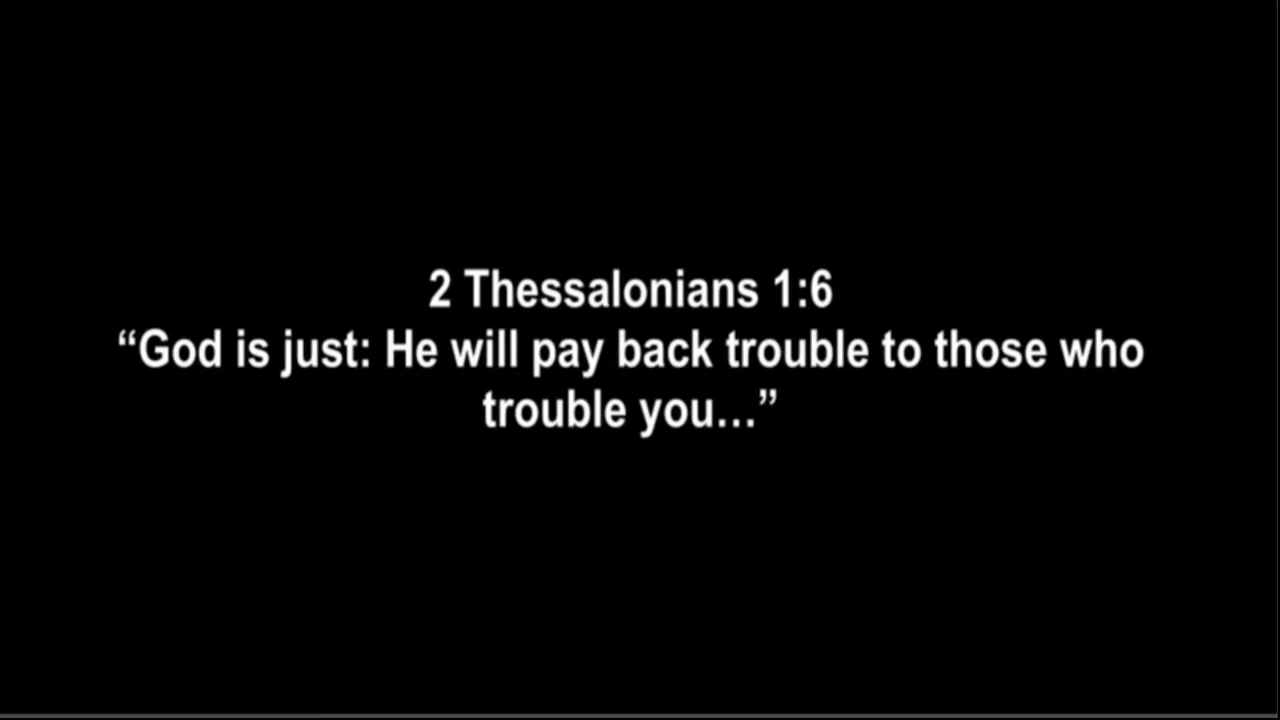 2 Thessalonians 1:6
“God is just: He will pay back trouble to those who
trouble you...”